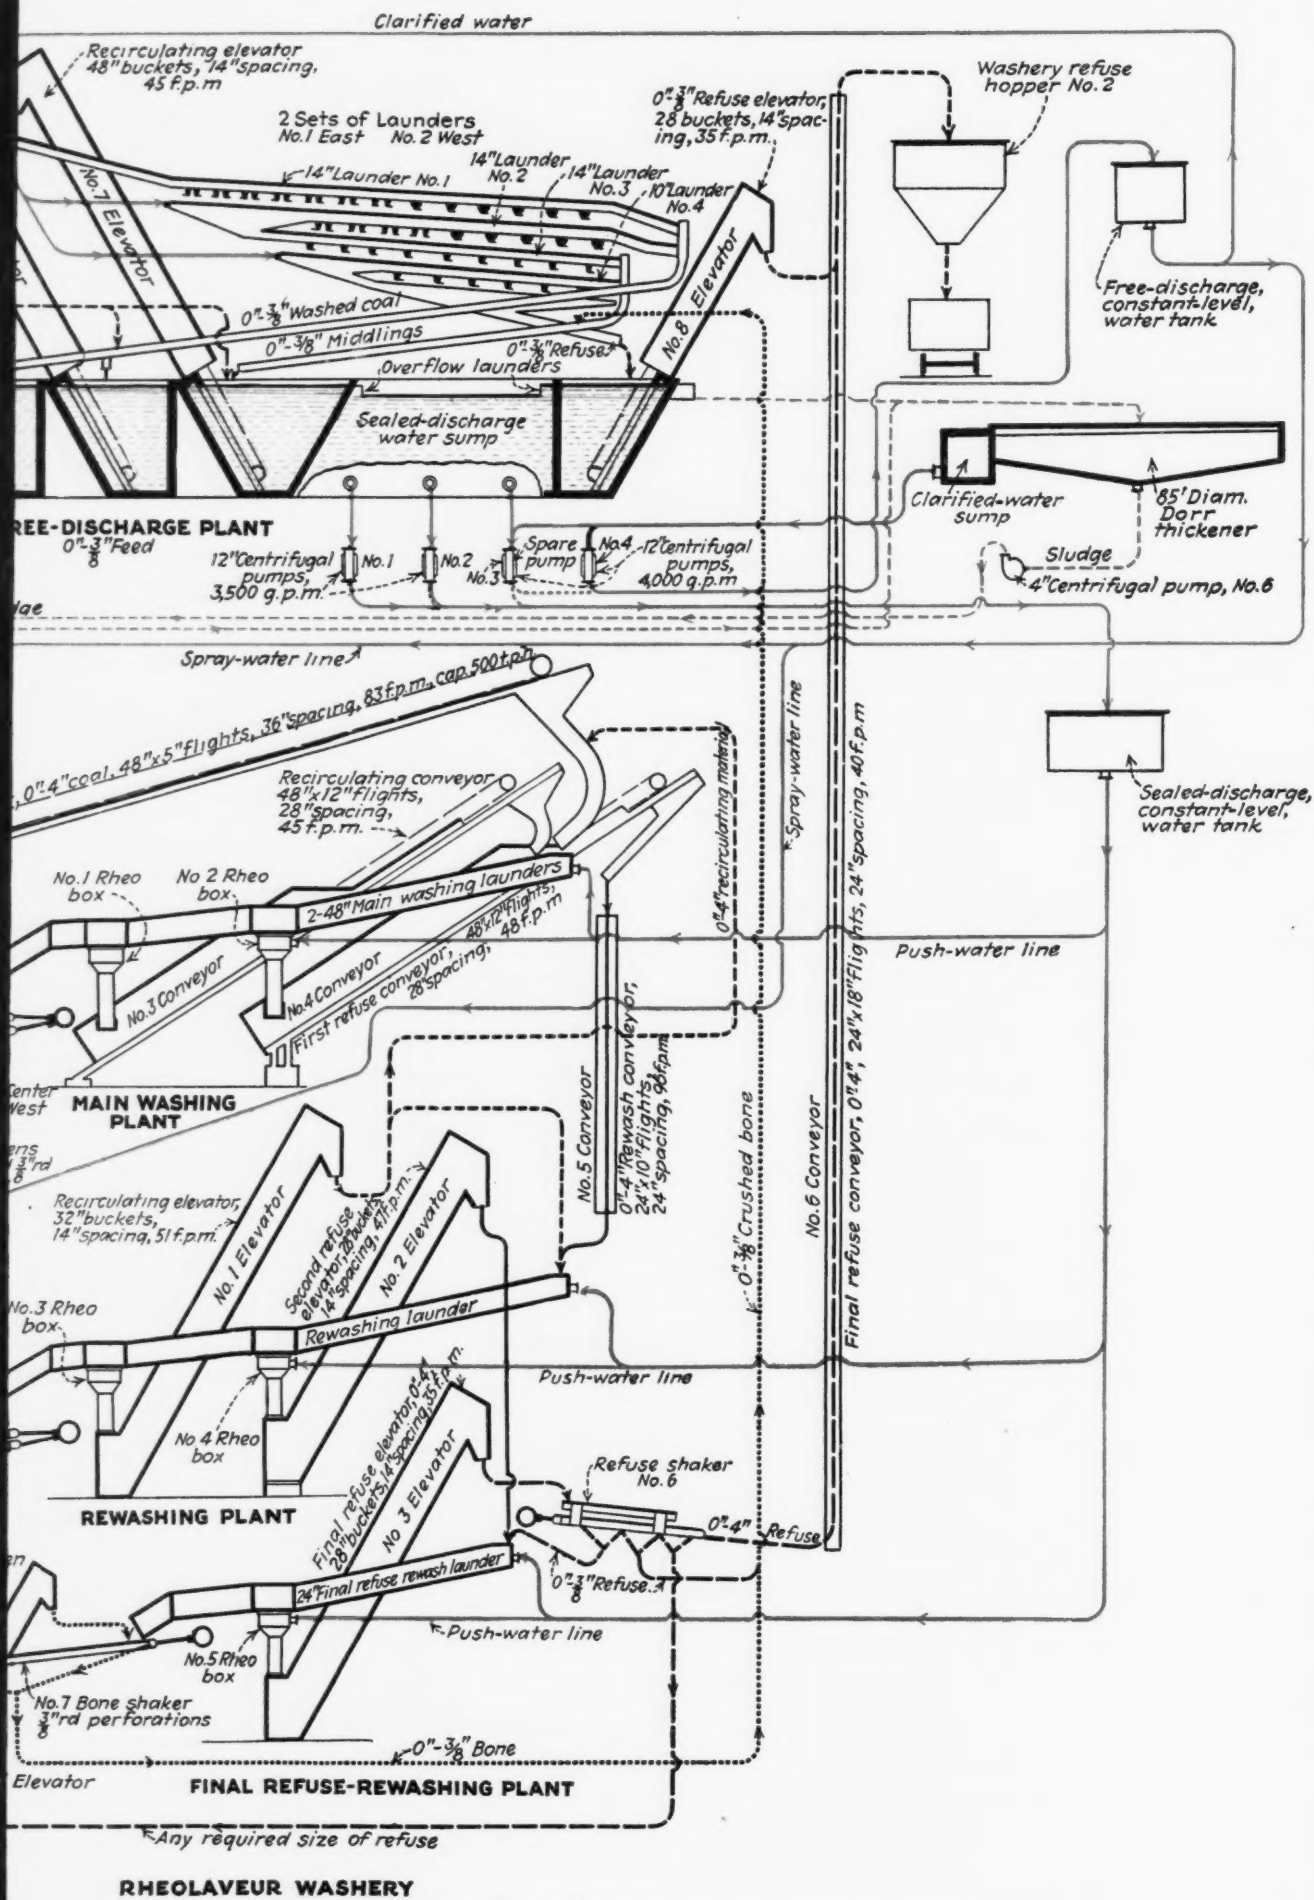 Clarified water
Recirculating elevator
48" buckets, 14" spacing,
45 f.p.m
2 Sets of Launders
No.1 East No. 2 West
0"-3/8" Refuse elevator,
28 buckets, 14" spac-
ing, 35 f.p.m.
Washery refuse
hopper No. 2
14" Launder No. 1
14" Launder
No. 2
14" Launder
No. 3
10" Launder
No. 4
No. 7 Elevator
No. 8 Elevator
Free-discharge,
constant-level,
water tank
0"-3/8" Washed coal
0"-3/8" Middlings
0"-3/8" Refuse
Overflow launders
Sealed-discharge
water sump
Clarified-water
sump
85' Diam.
Dorr
thickener
REE-DISCHARGE PLANT
0"-3/8" Feed
12" Centrifugal
pumps,
3,500 g.p.m.
No. 1
No. 2
No. 3
Spare
pump
No. 4
12" Centrifugal
pumps,
4,000 g.p.m
Sludge
4" Centrifugal pump, No. 6
dge
Spray-water line
, 0"-4" coal, 48" x 5" flights, 36" spacing, 83 f.p.m., cap. 500 t.p.h.
Recirculating conveyor
48" x 12" flights,
28" spacing,
45 f.p.m.
0"-4" recirculating material
Spray-water line
Sealed-discharge,
constant-level,
water tank
No. 1 Rheo
box
No 2 Rheo
box
2-48" Main washing launders
No. 3 Conveyor
No. 4 Conveyor
First refuse conveyor, 48" x 12" flights,
28" spacing, 48 f.p.m
Push-water line
Center
West
MAIN WASHING
PLANT
ens
3/8" rd
No. 5 Conveyor
0"-4" Rewash conveyor,
24" x 10" flights,
24" spacing, 90 f.p.m
0"-3/8" Crushed bone
No. 6 Conveyor
Final refuse conveyor, 0"-4", 24" x 18" flights, 24" spacing, 40 f.p.m
Recirculating elevator,
32" buckets,
14" spacing, 51 f.p.m.
No. 1 Elevator
Second refuse
elevator, 28" buckets,
14" spacing, 47 f.p.m.
No. 2 Elevator
No. 3 Rheo
box
Rewashing launder
No 4 Rheo
box
Push-water line
REWASHING PLANT
Final refuse elevator, 0"-4"
28" buckets, 14" spacing, 35 f.p.m.
No 3 Elevator
Refuse shaker
No. 6
0"-4" Refuse
0"-3/8" Refuse
en
24" Final refuse rewash launder
No. 5 Rheo
box
Push-water line
No. 7 Bone shaker
3/8" rd perforations
0"-3/8" Bone
Elevator
FINAL REFUSE-REWASHING PLANT
Any required size of refuse
RHEOLAVEUR WASHERY